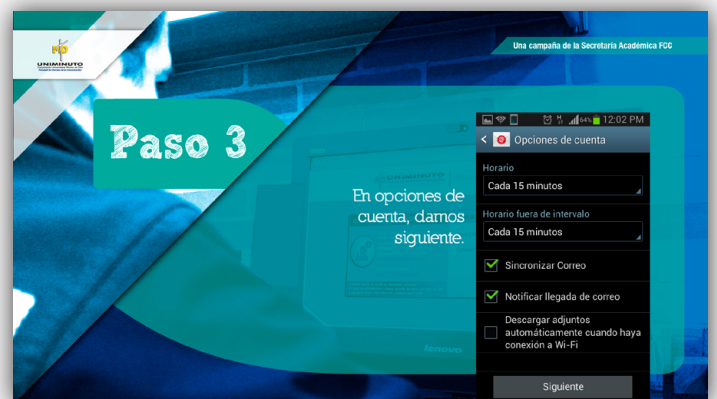 UNIMINUTO
Una campaña de la Secretaría Académica FCC
Paso 3
En opciones de
cuenta, damos
siguiente.
64% 12:02 PM
Opciones de cuenta
Horario
Cada 15 minutos
Horario fuera de intervalo
Cada 15 minutos
Sincronizar Correo
Notificar llegada de correo
Descargar adjuntos
automáticamente cuando haya
conexión a Wi-Fi
Siguiente
UNIMINUTO
lenovo